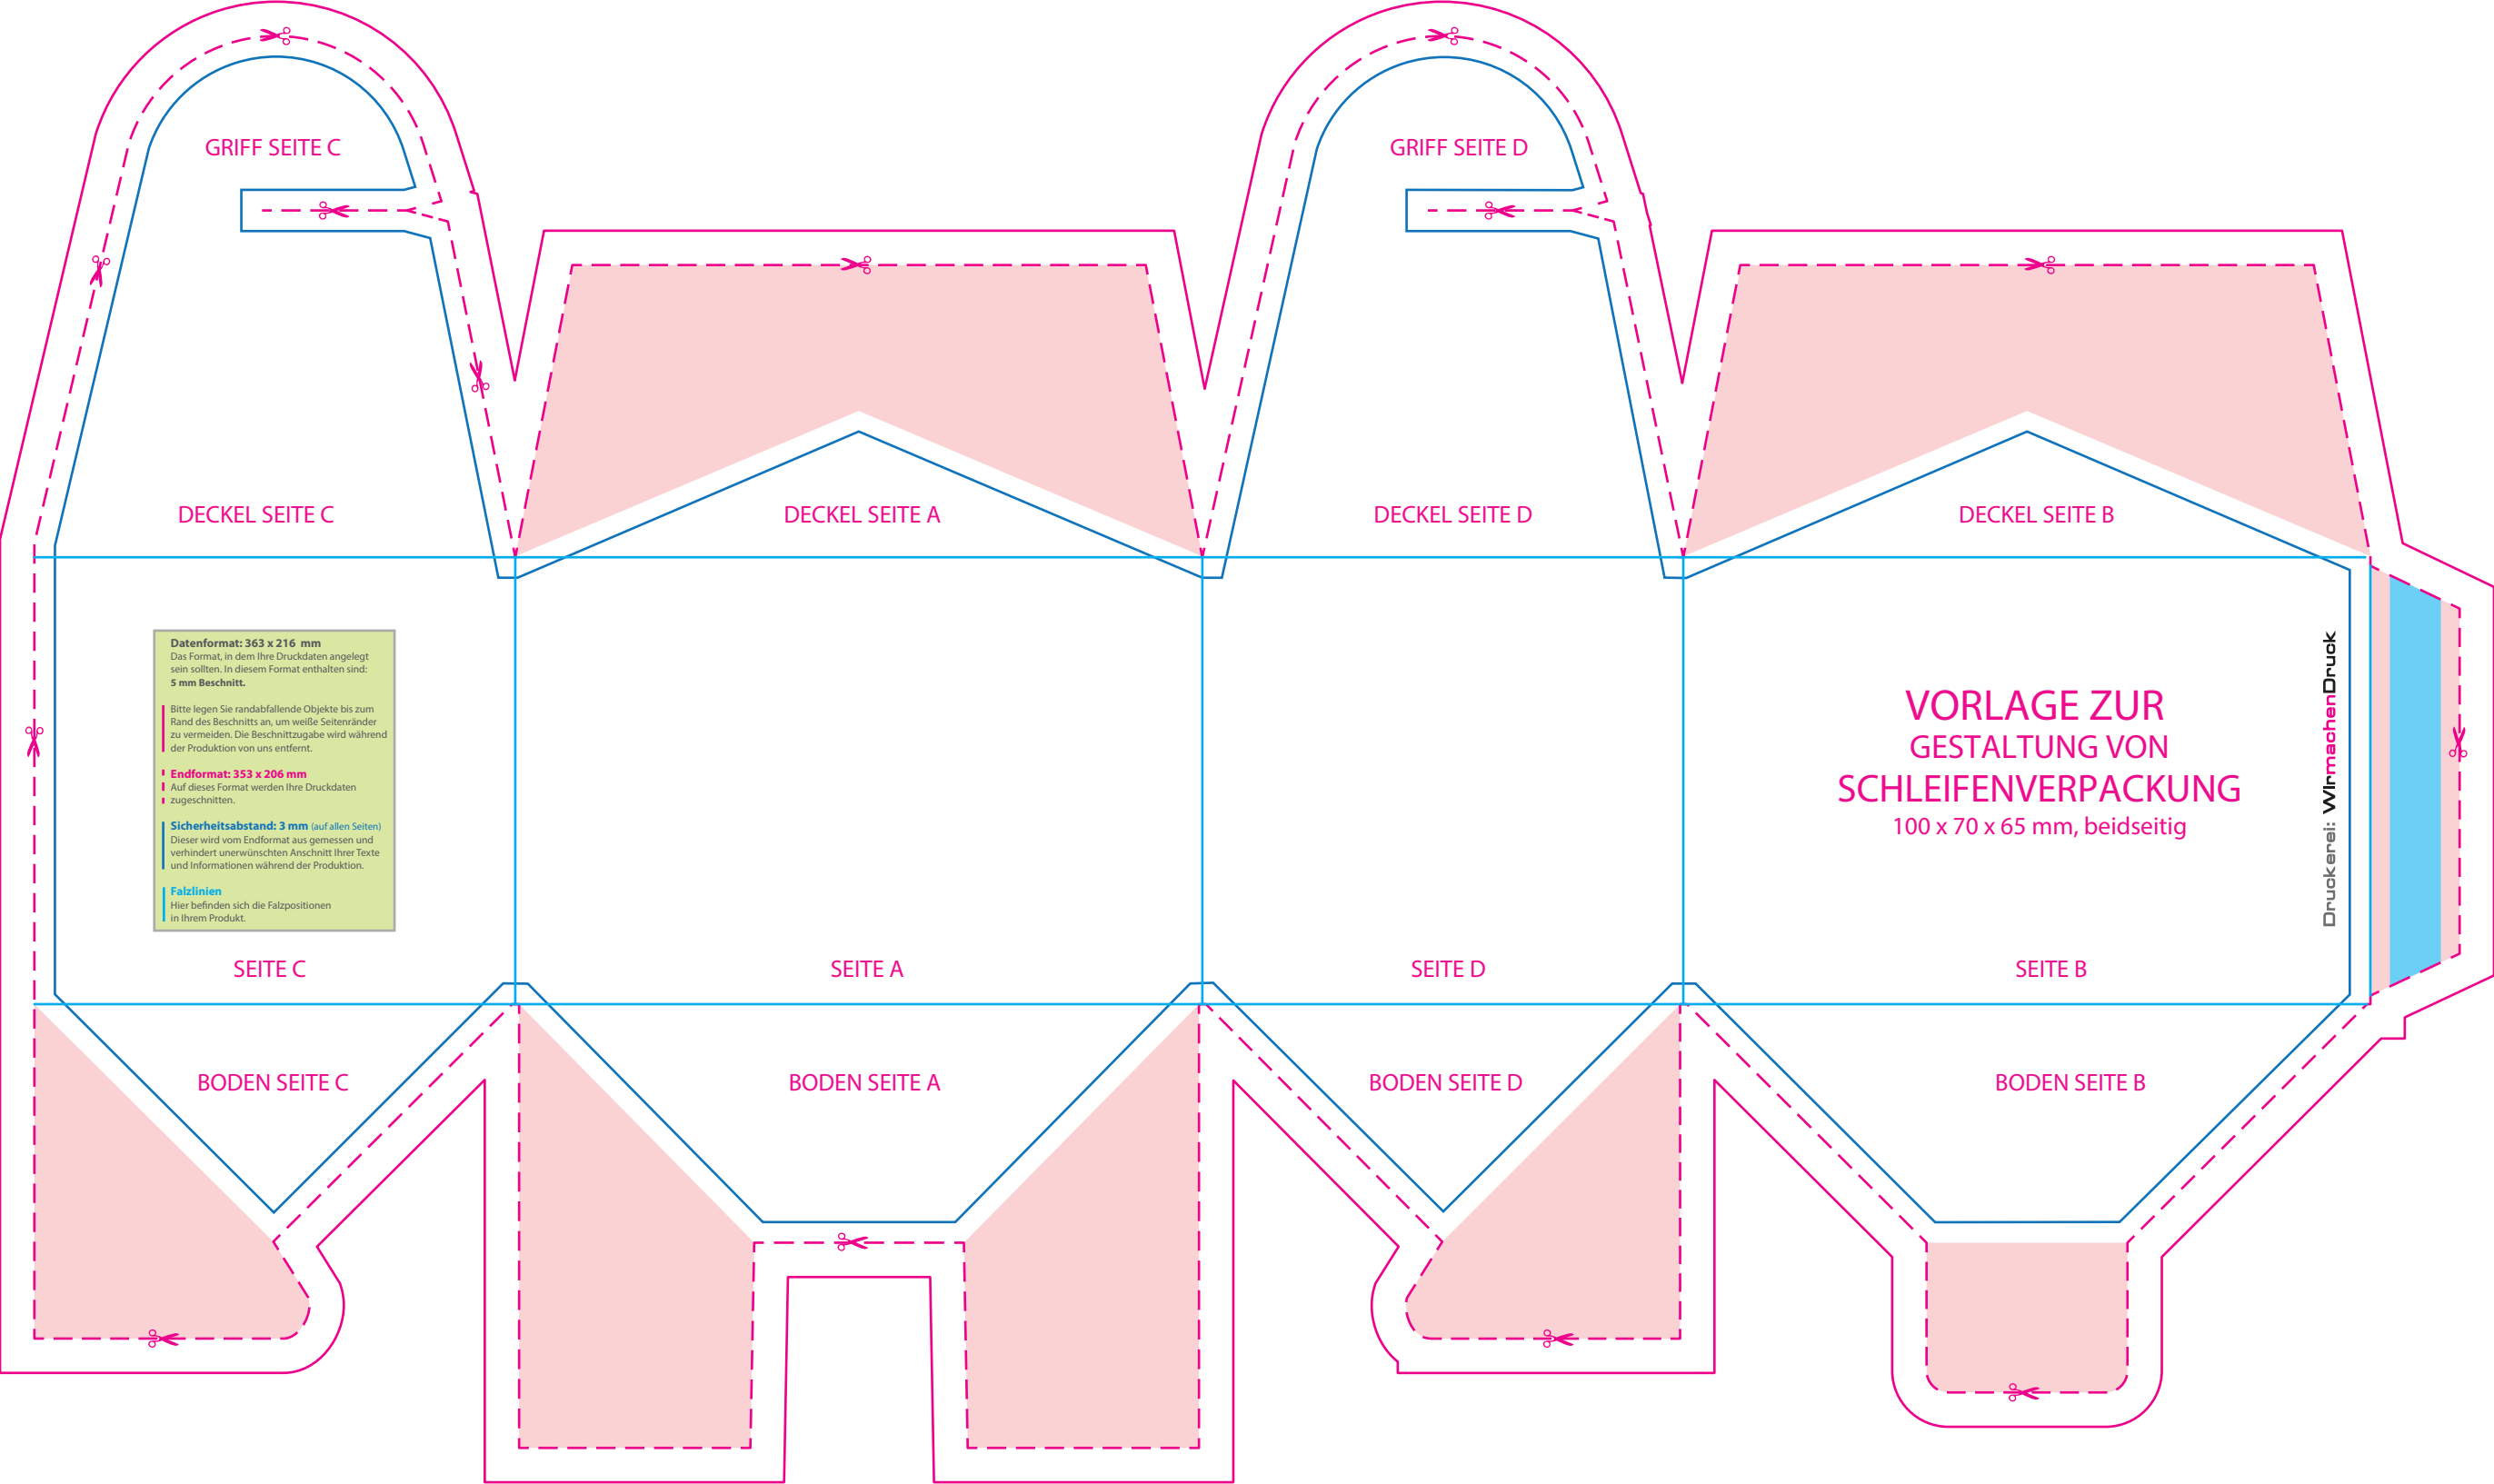 GRIFF SEITE C
GRIFF SEITE D
DECKEL SEITE C
DECKEL SEITE A
DECKEL SEITE D
DECKEL SEITE B
Datenformat: 363 x 216 mm
Das Format, in dem Ihre Druckdaten angelegt
sein sollten. In diesem Format enthalten sind:
5 mm Beschnitt.
Bitte legen Sie randabfallende Objekte bis zum
Rand des Beschnitts an, um weiße Seitenränder
zu vermeiden. Die Beschnittzugabe wird während
der Produktion von uns entfernt.
Endformat: 353 x 206 mm
Auf dieses Format werden Ihre Druckdaten
zugeschnitten.
Sicherheitsabstand: 3 mm (auf allen Seiten)
Dieser wird vom Endformat aus gemessen und
verhindert unerwünschten Anschnitt Ihrer Texte
und Informationen während der Produktion.
Falzlinien
Hier befinden sich die Falzpositionen
in Ihrem Produkt.
VORLAGE ZUR
GESTALTUNG VON
SCHLEIFENVERPACKUNG
100 x 70 x 65 mm, beidseitig
Druckerei: WIrmachenDruck
SEITE C
SEITE A
SEITE D
SEITE B
BODEN SEITE C
BODEN SEITE A
BODEN SEITE D
BODEN SEITE B